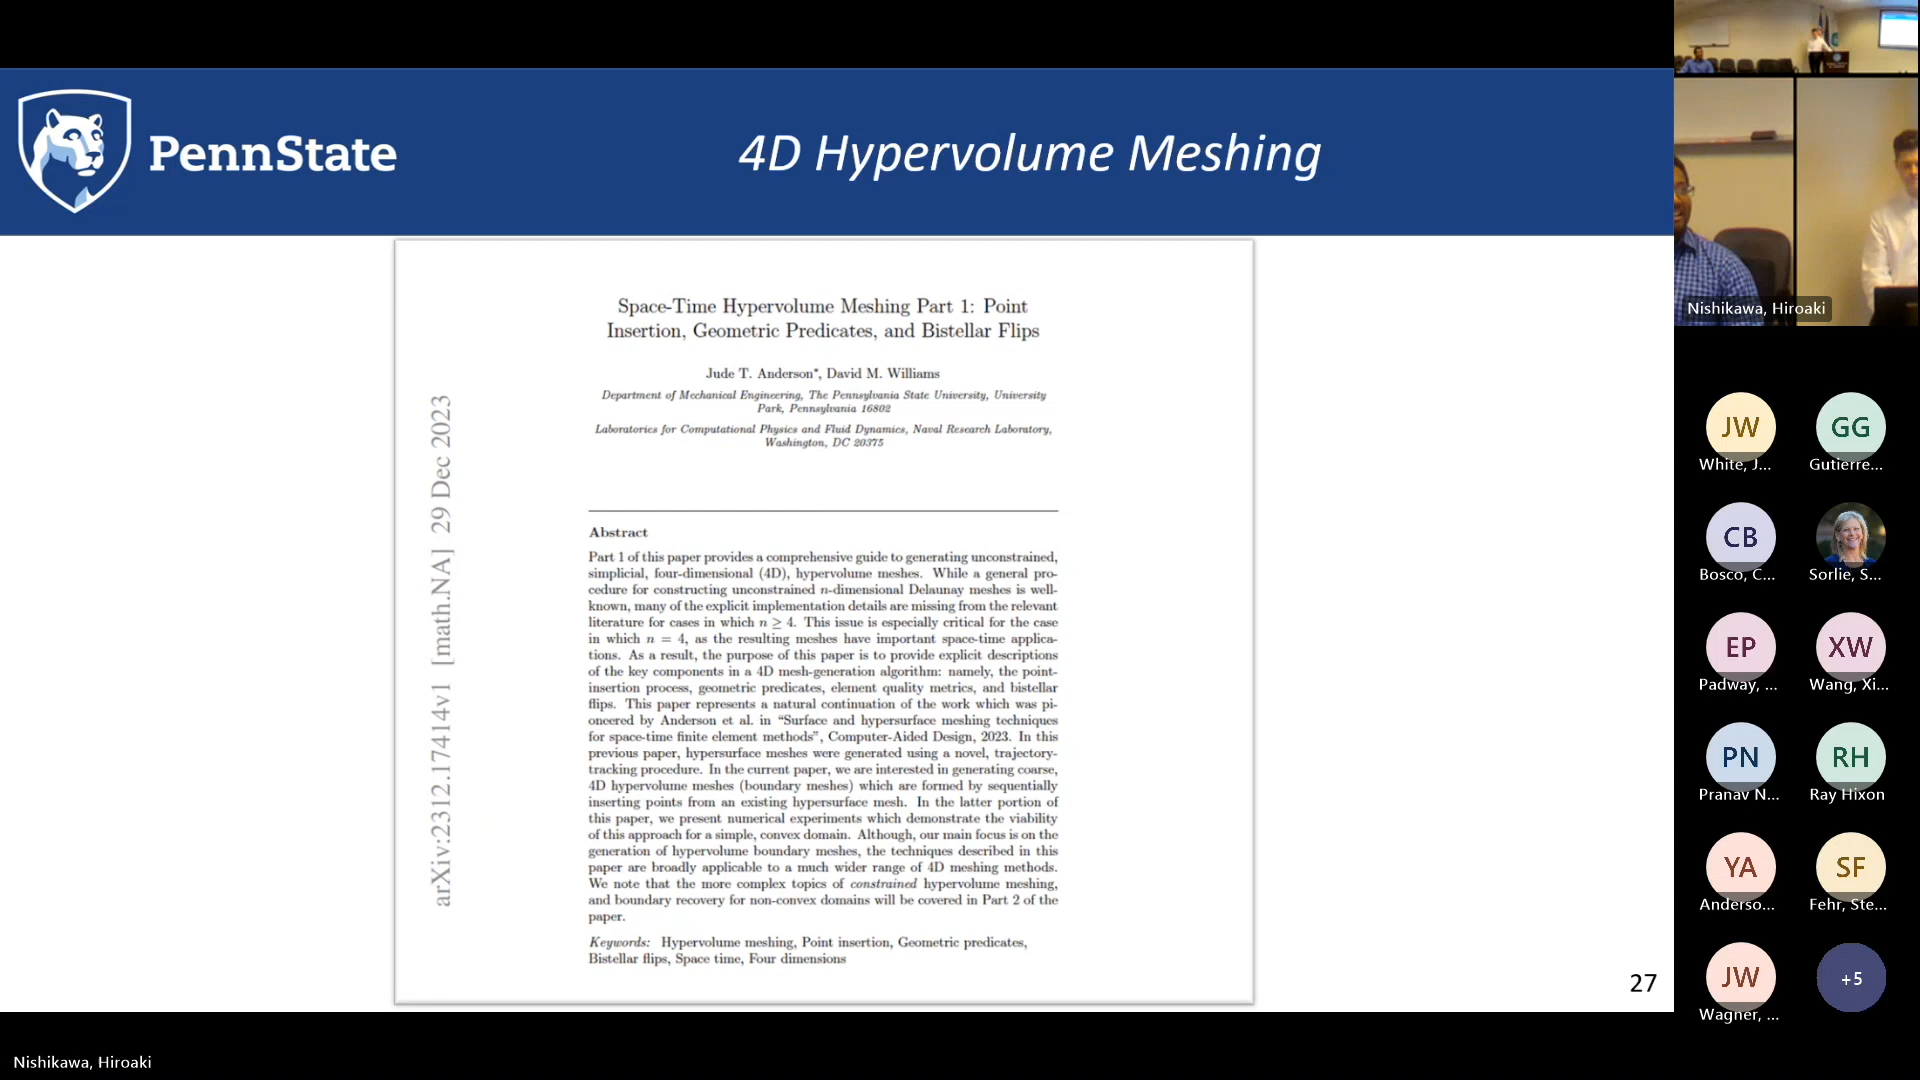 PennState
4D Hypervolume Meshing
arXiv:2312.17414v1 [math.NA] 29 Dec 2023
Space-Time Hypervolume Meshing Part 1: Point
Insertion, Geometric Predicates, and Bistellar Flips
Jude T. Anderson*, David M. Williams
Department of Mechanical Engineering, The Pennsylvania State University, University
Park, Pennsylvania 16802
Laboratories for Computational Physics and Fluid Dynamics, Naval Research Laboratory,
Washington, DC 20375
Abstract
Part 1 of this paper provides a comprehensive guide to generating unconstrained,
simplicial, four-dimensional (4D), hypervolume meshes. While a general pro-
cedure for constructing unconstrained n-dimensional Delaunay meshes is well-
known, many of the explicit implementation details are missing from the relevant
literature for cases in which n ≥ 4. This issue is especially critical for the case
in which n = 4, as the resulting meshes have important space-time applica-
tions. As a result, the purpose of this paper is to provide explicit descriptions
of the key components in a 4D mesh-generation algorithm: namely, the point-
insertion process, geometric predicates, element quality metrics, and bistellar
flips. This paper represents a natural continuation of the work which was pi-
oneered by Anderson et al. in “Surface and hypersurface meshing techniques
for space-time finite element methods”, Computer-Aided Design, 2023. In this
previous paper, hypersurface meshes were generated using a novel, trajectory-
tracking procedure. In the current paper, we are interested in generating coarse,
4D hypervolume meshes (boundary meshes) which are formed by sequentially
inserting points from an existing hypersurface mesh. In the latter portion of
this paper, we present numerical experiments which demonstrate the viability
of this approach for a simple, convex domain. Although, our main focus is on the
generation of hypervolume boundary meshes, the techniques described in this
paper are broadly applicable to a much wider range of 4D meshing methods.
We note that the more complex topics of constrained hypervolume meshing,
and boundary recovery for non-convex domains will be covered in Part 2 of the
paper.
Keywords: Hypervolume meshing, Point insertion, Geometric predicates,
Bistellar flips, Space time, Four dimensions
27
Nishikawa, Hiroaki
JW
GG
White, J...
Gutierre...
CB
Bosco, C...
Sorlie, S...
EP
XW
Padway, ...
Wang, Xi...
PN
RH
Pranav N...
Ray Hixon
YA
SF
Anderso...
Fehr, Ste...
JW
+5
Wagner, ...
Nishikawa, Hiroaki